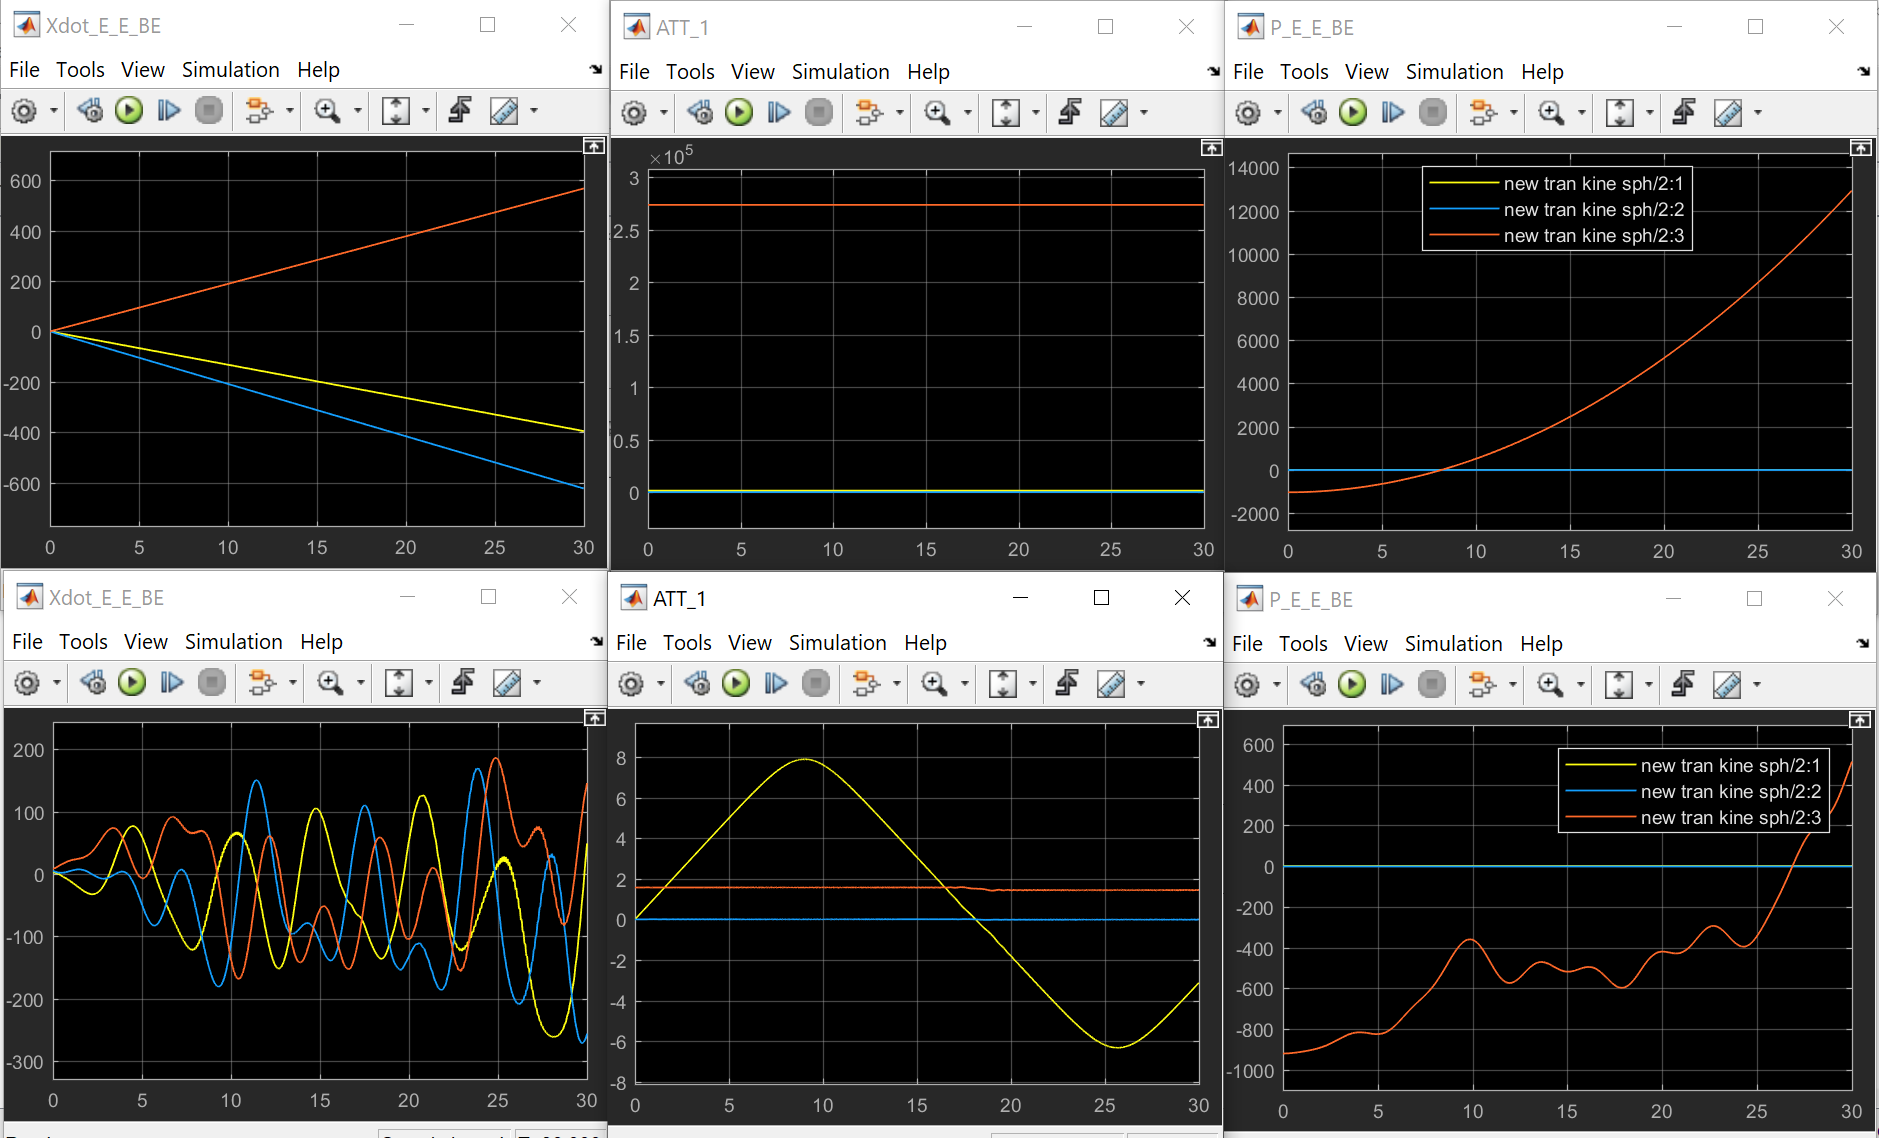 Xdot_E_E_BE
File Tools View Simulation Help
600
400
200
0
-200
-400
-600
0 5 10 15 20 25 30
ATT_1
File Tools View Simulation Help
×10^5
3
2.5
2
1.5
1
0.5
0
0 5 10 15 20 25 30
P_E_E_BE
File Tools View Simulation Help
14000
12000
10000
8000
6000
4000
2000
0
-2000
new tran kine sph/2:1
new tran kine sph/2:2
new tran kine sph/2:3
0 5 10 15 20 25 30
Xdot_E_E_BE
File Tools View Simulation Help
200
100
0
-100
-200
-300
0 5 10 15 20 25 30
ATT_1
File Tools View Simulation Help
8
6
4
2
0
-2
-4
-6
-8
0 5 10 15 20 25 30
P_E_E_BE
File Tools View Simulation Help
600
400
200
0
-200
-400
-600
-800
-1000
new tran kine sph/2:1
new tran kine sph/2:2
new tran kine sph/2:3
0 5 10 15 20 25 30